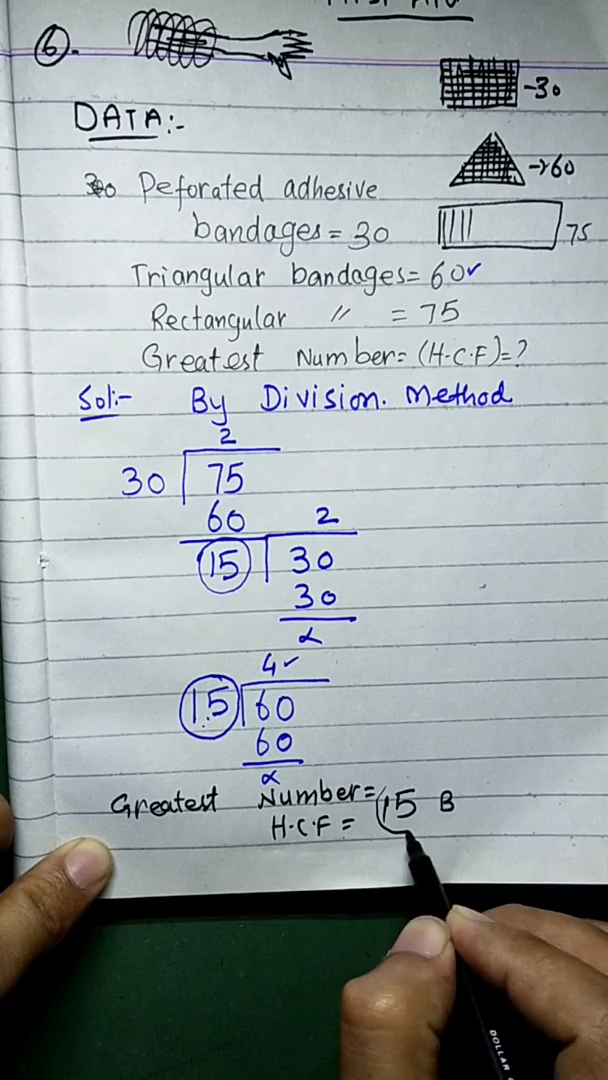 6.
-30
DATA:-
→60
Peforated adhesive
bandages = 30
75
Triangular bandages = 60✓
Rectangular " = 75
Greatest Number = (H.C.F) = ?
Sol:- By Division. Method
2
30 75
60 2
15 30
30
4✓
15 60
60
Greatest Number =
H.C.F = 15 B
DOLLAR